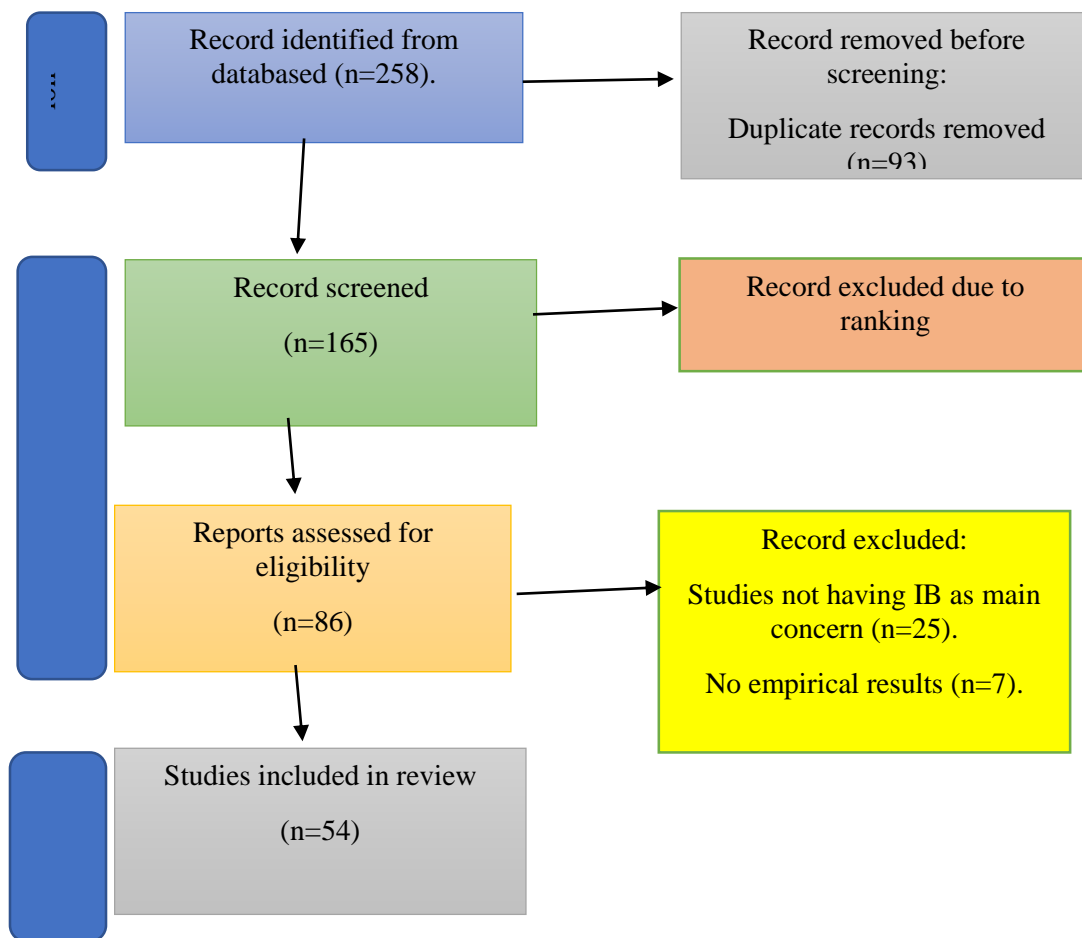 Record identified from
databased (n=258).
Record removed before
screening:
Duplicate records removed
(n=93)
Record screened
(n=165)
Record excluded due to
ranking
Reports assessed for
eligibility
(n=86)
Record excluded:
Studies not having IB as main
concern (n=25).
No empirical results (n=7).
Studies included in review
(n=54)